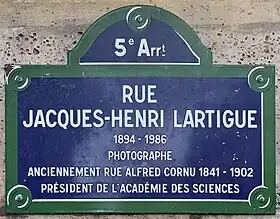 5e Arrt
RUE
JACQUES-HENRI LARTIGUE
1894 - 1986
PHOTOGRAPHE
ANCIENNEMENT RUE ALFRED CORNU 1841 - 1902
PRÉSIDENT DE L'ACADÉMIE DES SCIENCES